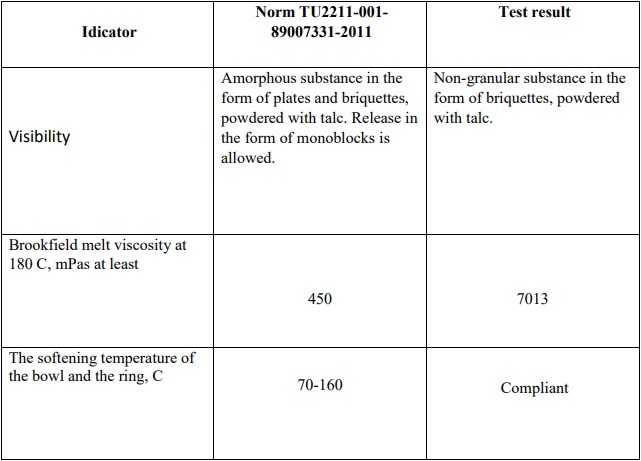 Idicator
Norm TU2211-001-
89007331-2011
Test result
Visibility
Amorphous substance in the
form of plates and briquettes,
powdered with talc. Release in
the form of monoblocks is
allowed.
Non-granular substance in the
form of briquettes, powdered
with talc.
Brookfield melt viscosity at
180 C, mPas at least
450
7013
The softening temperature of
the bowl and the ring, C
70-160
Compliant